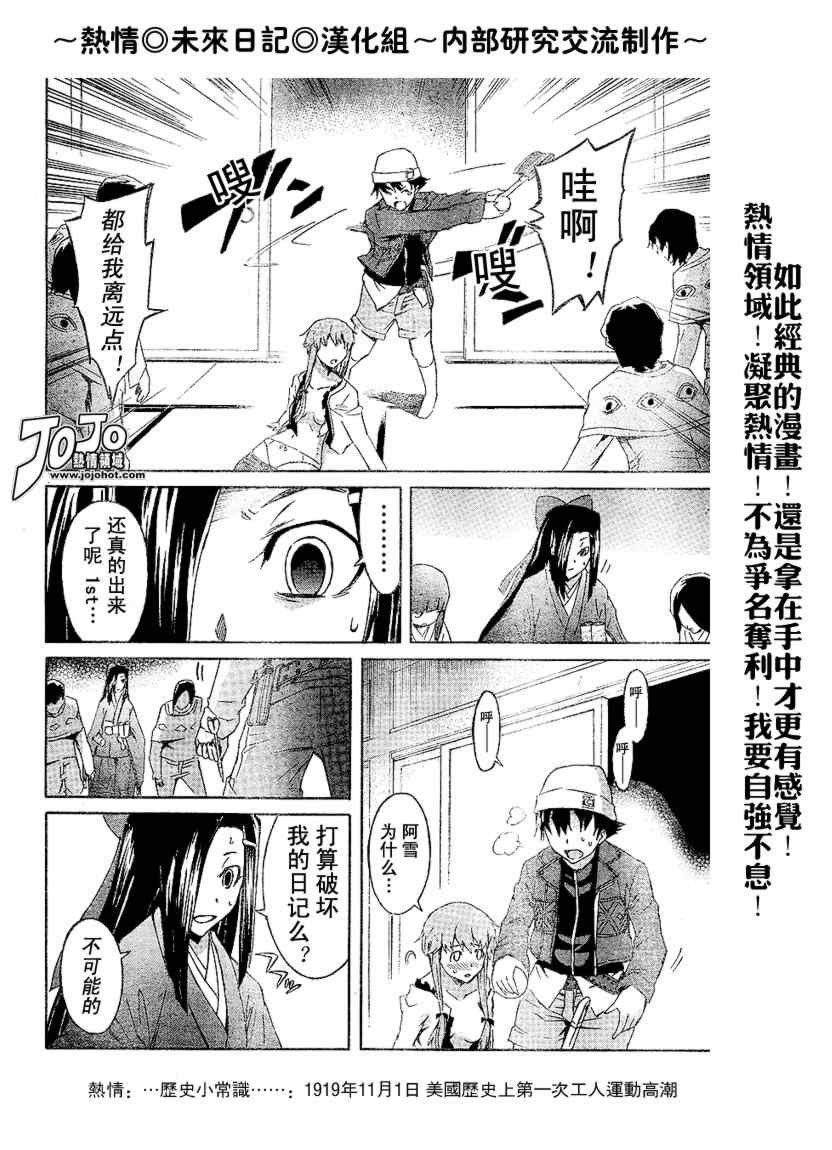 ～熱情◎未來日記◎漢化組～内部研究交流制作～
哇啊！
嗖
嗖
嗖
都给我离远点！
JOJO
熱情領域
www.jojohot.com
………
还真的出来
了呢 1st…
呼——
呼——
阿雪
为什么…
打算破坏
我的日记么？
不可能的
如此經典的漫畫！還是拿在手中才更有感覺！
熱情領域！凝聚熱情！不為爭名奪利！我要自強不息！
熱情：…歷史小常識……：1919年11月1日 美國歷史上第一次工人運動高潮